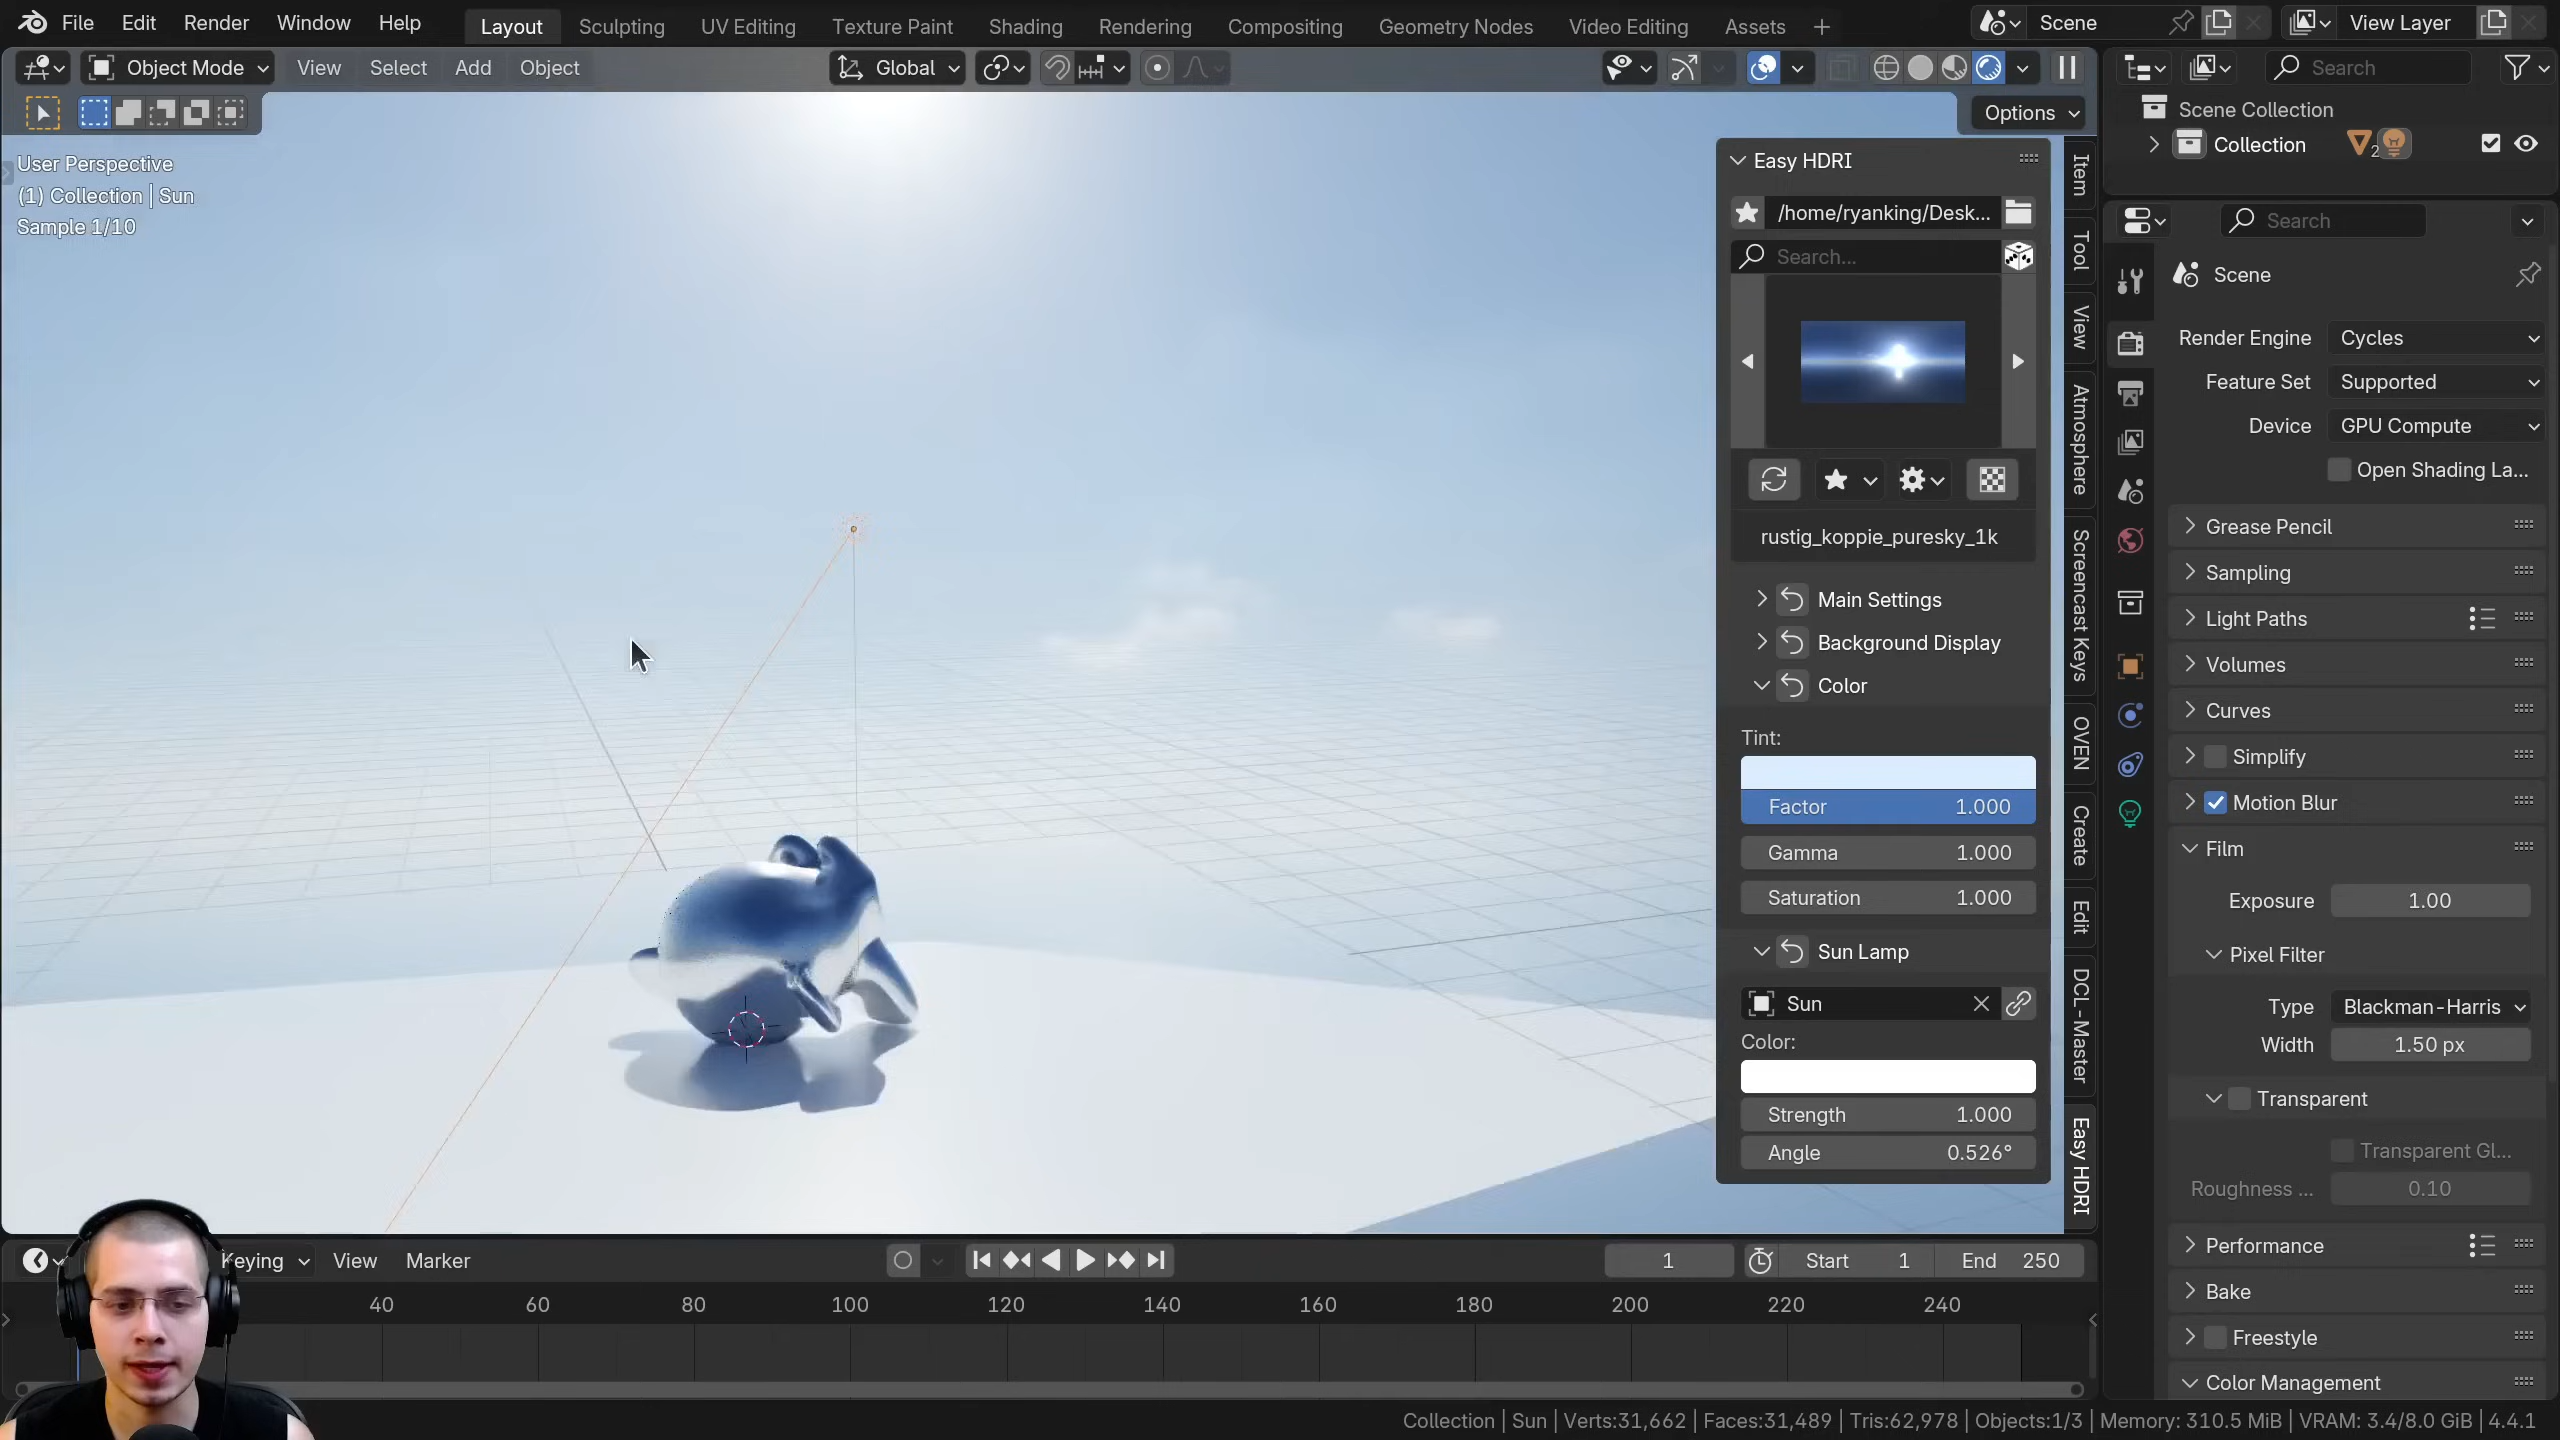 File Edit Render Window Help
Layout Sculpting UV Editing Texture Paint Shading Rendering Compositing Geometry Nodes Video Editing Assets +
Scene
View Layer
Object Mode View Select Add Object
Global
Search
Options
Scene Collection
Collection 2
User Perspective
(1) Collection | Sun
Sample 1/10
Easy HDRI
/home/ryanking/Desk...
Search...
rustig_koppie_puresky_1k
Main Settings
Background Display
Color
Tint:
Factor 1.000
Gamma 1.000
Saturation 1.000
Sun Lamp
Sun
Color:
Strength 1.000
Angle 0.526°
Item
Tool
View
Atmosphere
Screencast Keys
OVEN
Create
Edit
DCL-Master
Easy HDRI
Search
Scene
Render Engine Cycles
Feature Set Supported
Device GPU Compute
Open Shading La...
Grease Pencil
Sampling
Light Paths
Volumes
Curves
Simplify
Motion Blur
Film
Exposure 1.00
Pixel Filter
Type Blackman-Harris
Width 1.50 px
Transparent
Transparent Gl...
Roughness ... 0.10
Performance
Bake
Freestyle
Color Management
Keying View Marker
1
Start 1
End 250
40 60 80 100 120 140 160 180 200 220 240
Collection | Sun | Verts:31,662 | Faces:31,489 | Tris:62,978 | Objects:1/3 | Memory: 310.5 MiB | VRAM: 3.4/8.0 GiB | 4.4.1